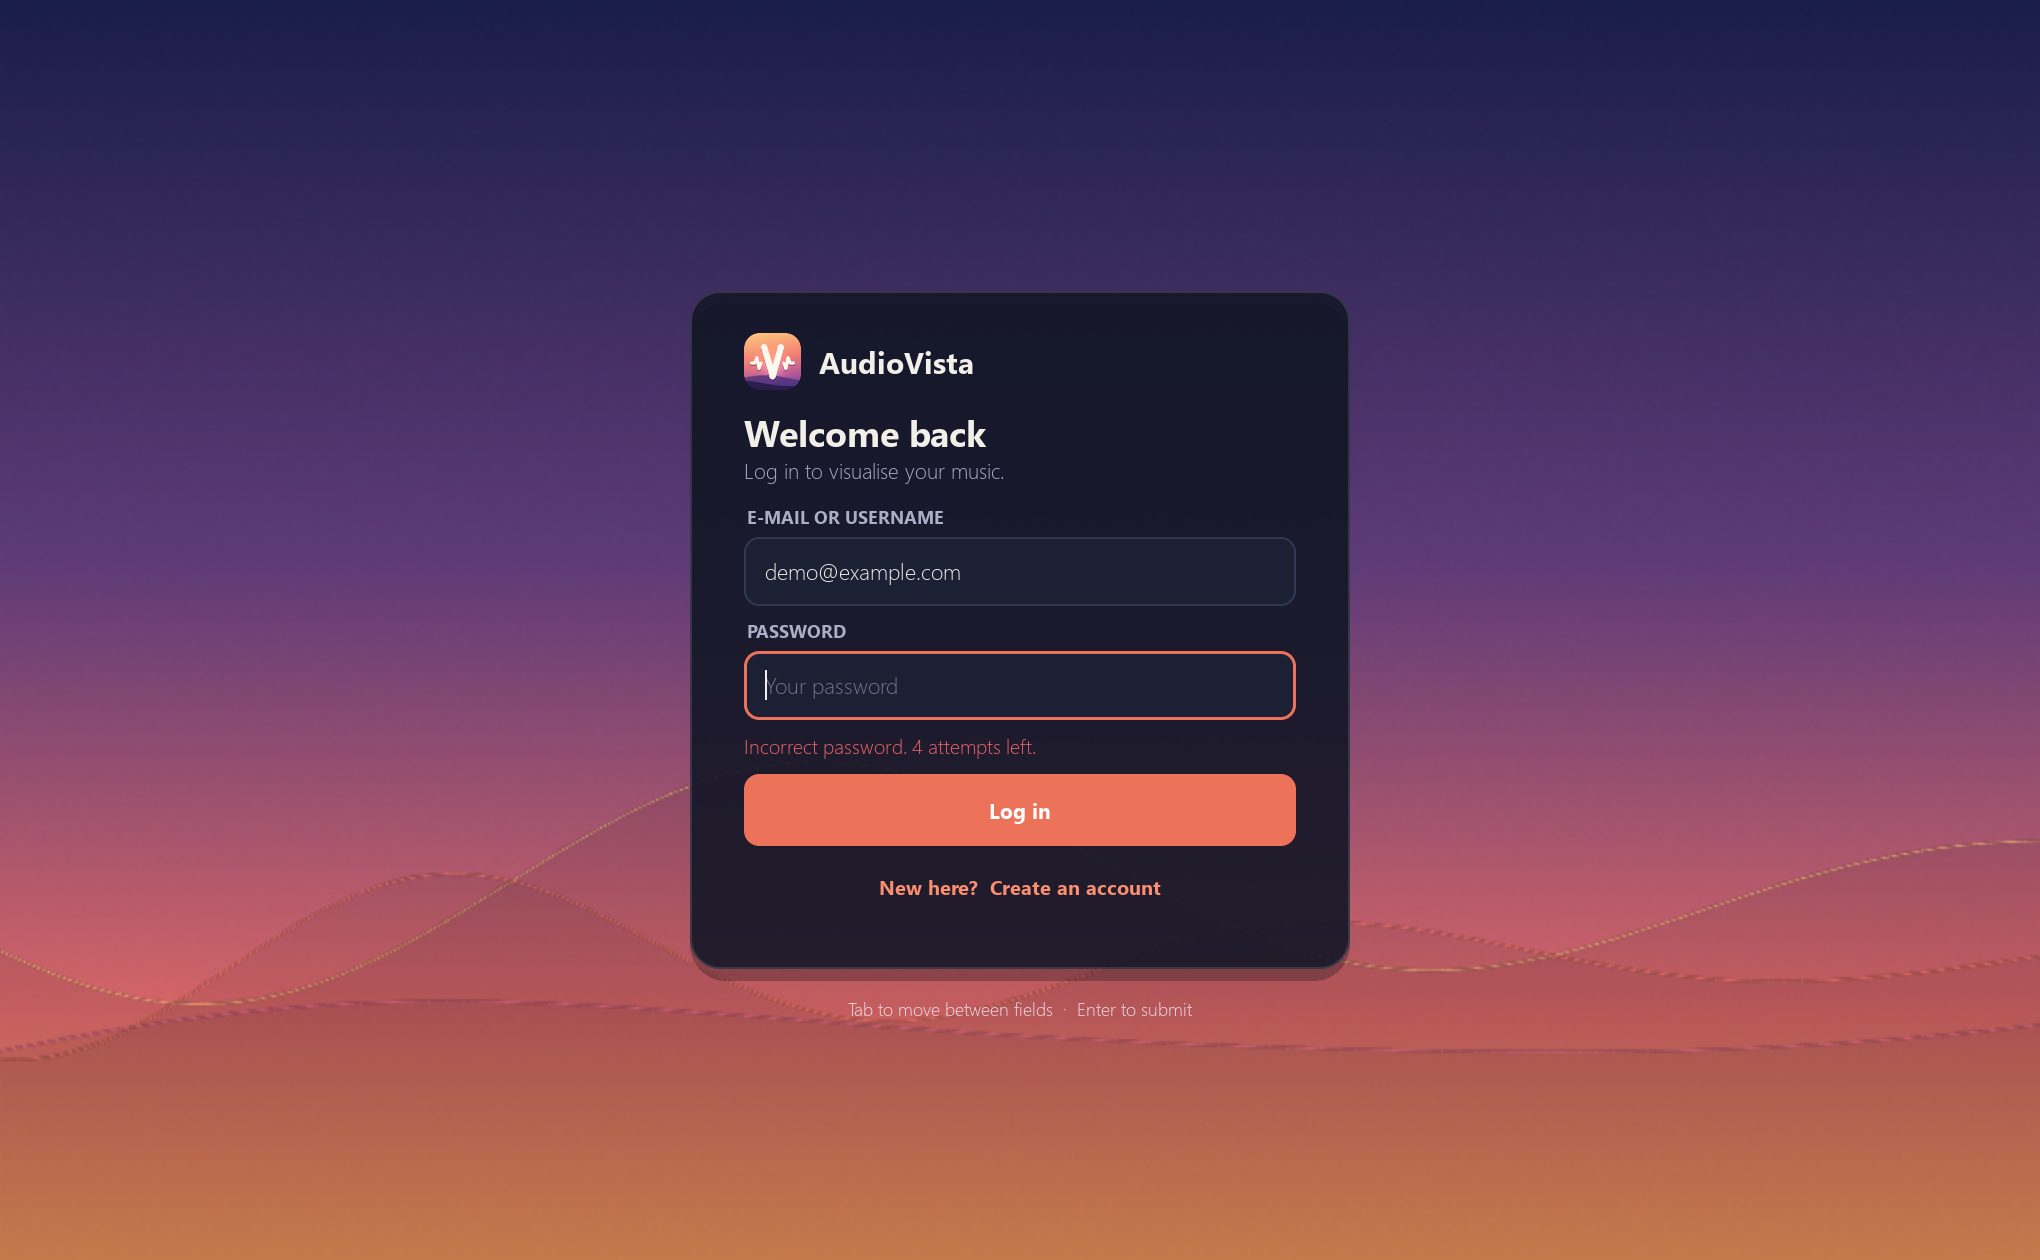 AudioVista
Welcome back
Log in to visualise your music.
E-MAIL OR USERNAME
demo@example.com
PASSWORD
Your password
Incorrect password. 4 attempts left.
Log in
New here? Create an account
Tab to move between fields · Enter to submit